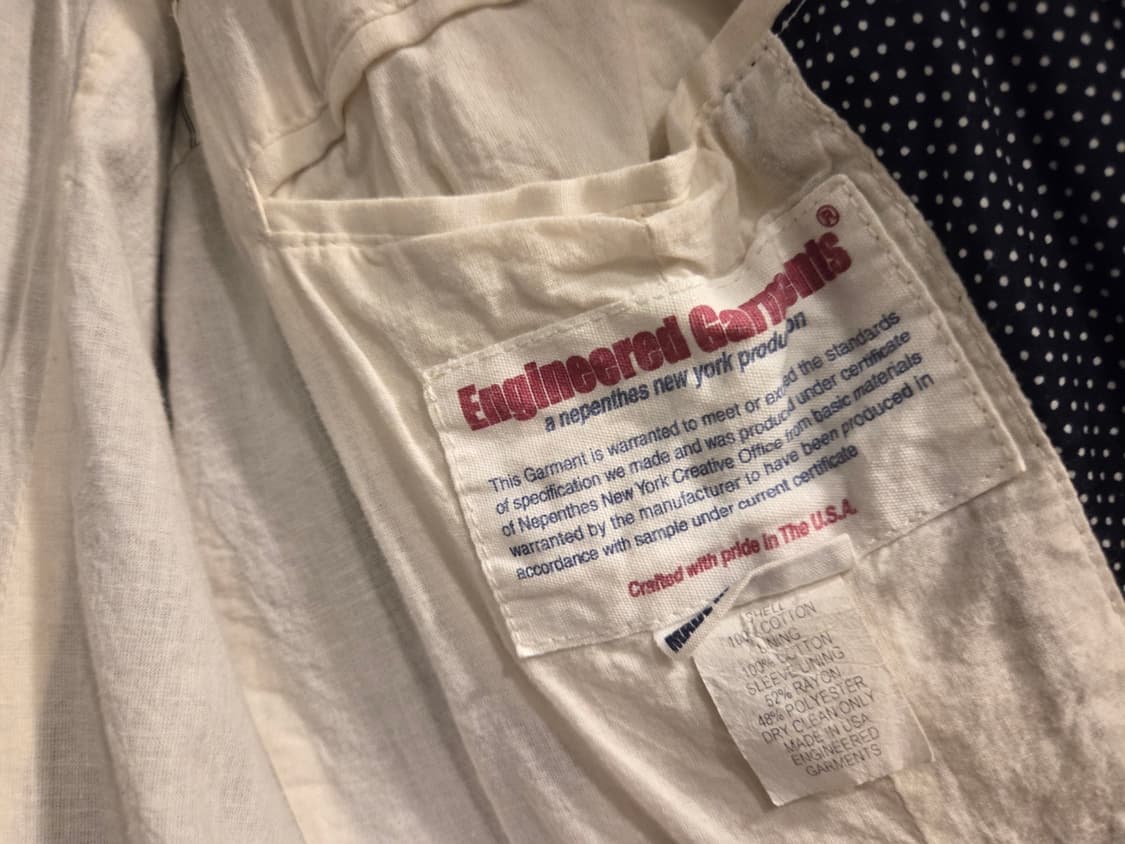 Engineered Garments®
a nepenthes new york
This Garment is warranted to meet or the standards
of specification we made and was under certificate
of Nepenthes New York Creative Office from basic materials
warranted by the manufacturer to have been produced in
accordance with sample under current certificate
Crafted with pride in The U.S.A.
SHELL
COTTON
LINING
100% COTTON
SLEEVE LINING
52% RAYON
48% POLYESTER
DRY CLEAN ONLY
MADE IN USA
ENGINEERED
GARMENTS